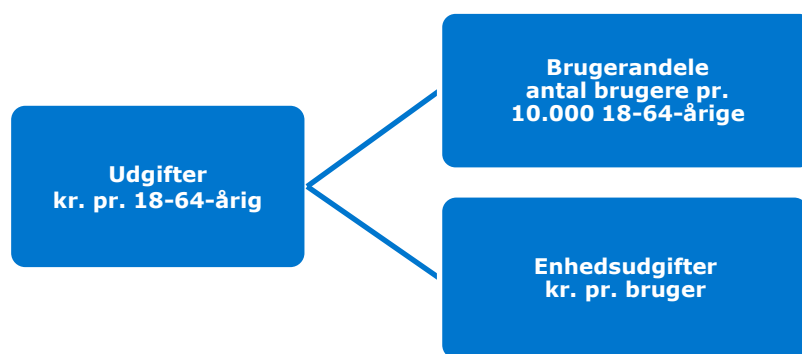 Udgifter
kr. pr. 18-64-årig
Brugerandele
antal brugere pr.
10.000 18-64-årige
Enhedsudgifter
kr. pr. bruger